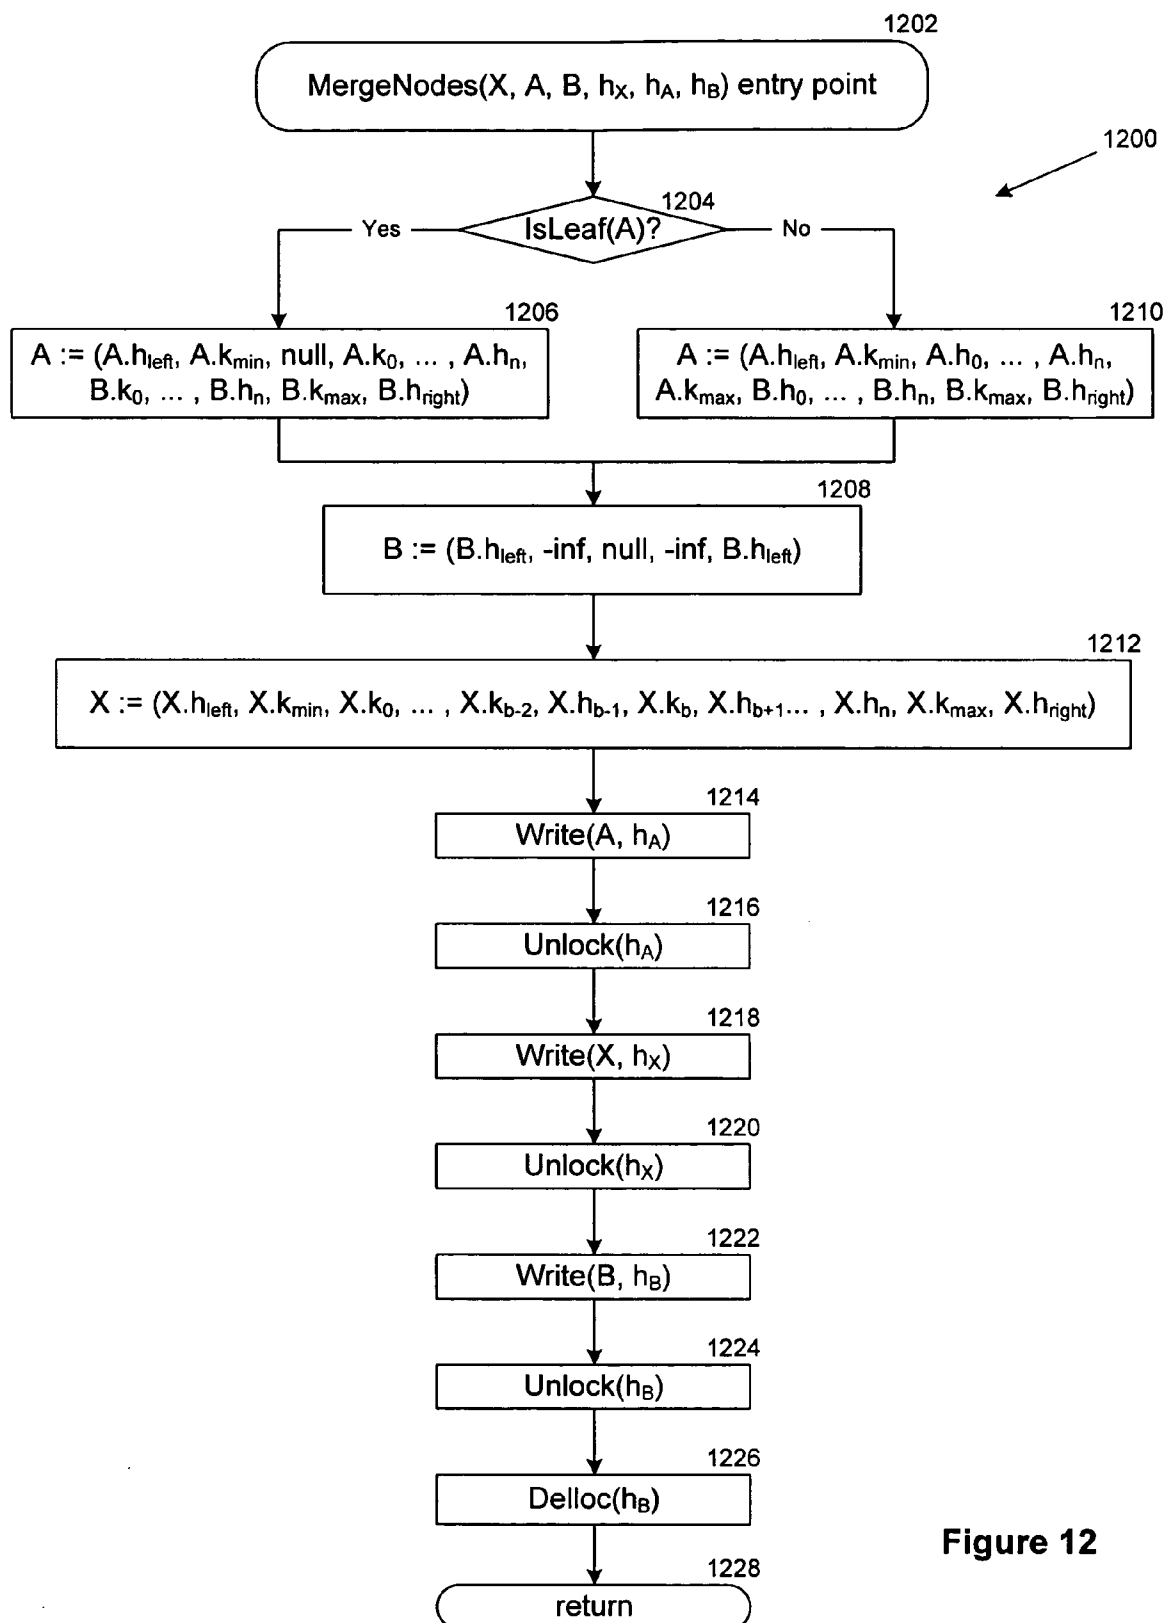 1202
MergeNodes(X, A, B, hX, hA, hB) entry point
1200
1204
Yes
IsLeaf(A)?
No
1206
A := (A.hleft, A.kmin, null, A.k0, ... , A.hn,
B.k0, ... , B.hn, B.kmax, B.hright)
1210
A := (A.hleft, A.kmin, A.h0, ... , A.hn,
A.kmax, B.h0, ... , B.hn, B.kmax, B.hright)
1208
B := (B.hleft, -inf, null, -inf, B.hleft)
1212
X := (X.hleft, X.kmin, X.k0, ... , X.kb-2, X.hb-1, X.kb, X.hb+1... , X.hn, X.kmax, X.hright)
1214
Write(A, hA)
1216
Unlock(hA)
1218
Write(X, hX)
1220
Unlock(hX)
1222
Write(B, hB)
1224
Unlock(hB)
1226
Delloc(hB)
Figure 12
1228
return